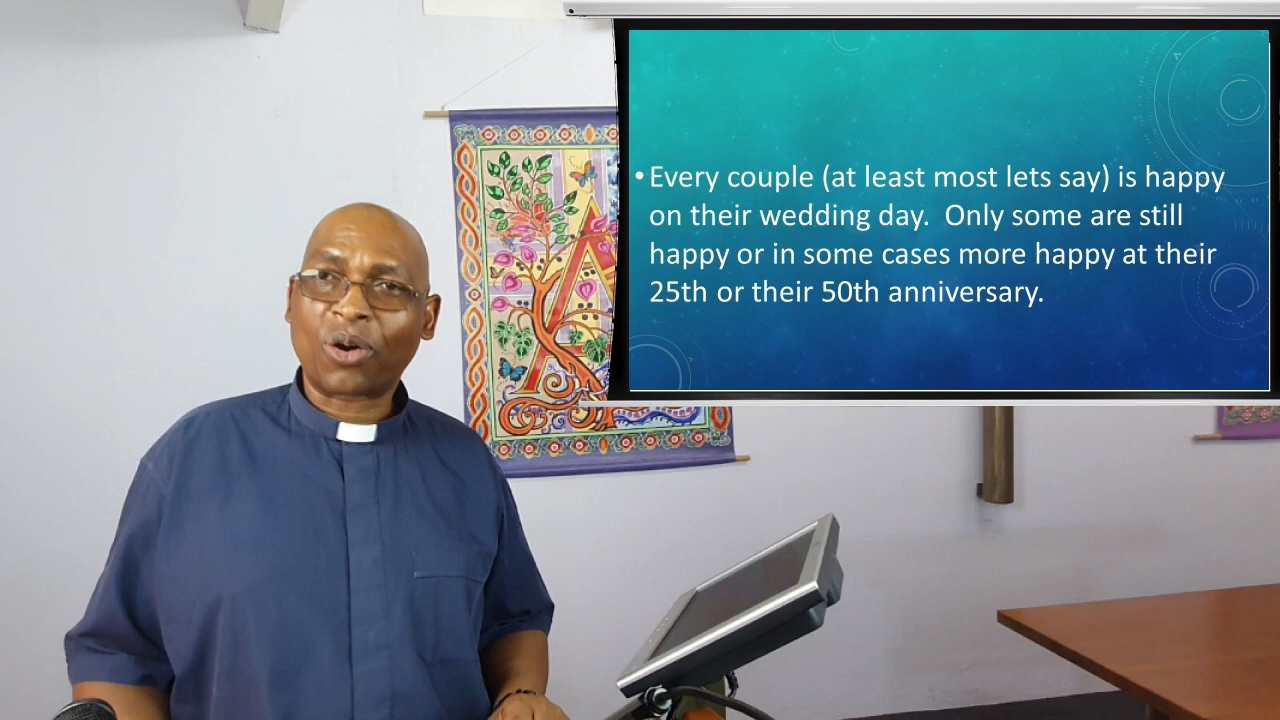 • Every couple (at least most lets say) is happy
on their wedding day.  Only some are still
happy or in some cases more happy at their
25th or their 50th anniversary.